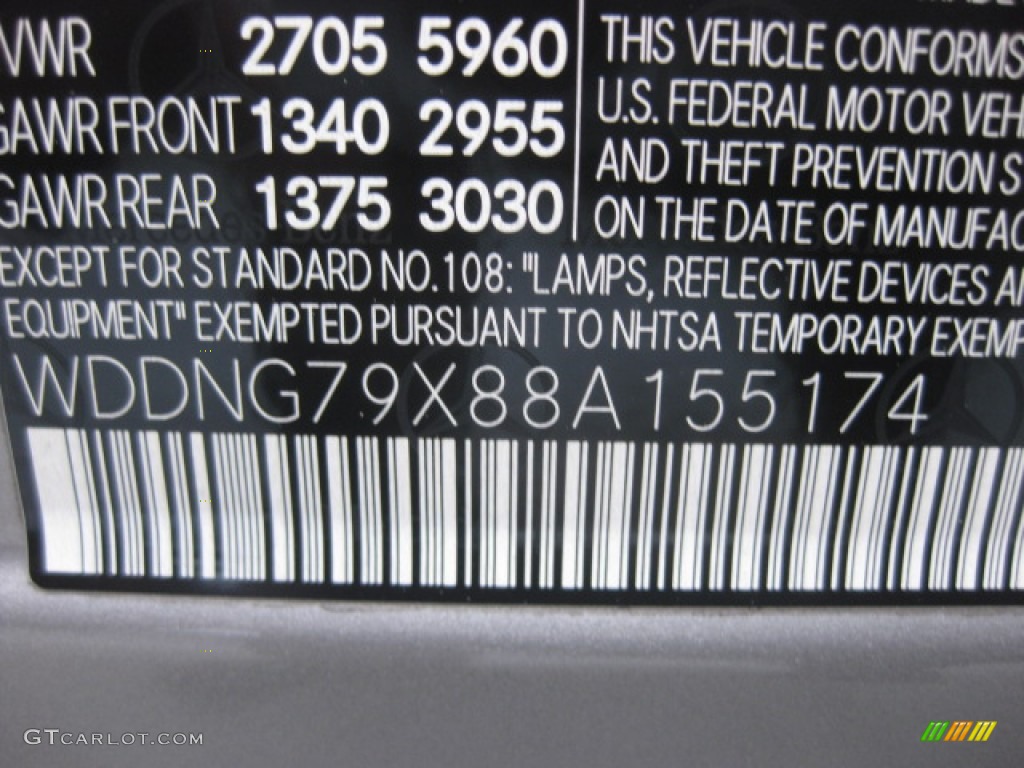 VWR 2705 5960
GAWR FRONT 1340 2955
GAWR REAR 1375 3030
THIS VEHICLE CONFORMS
U.S. FEDERAL MOTOR VEH
AND THEFT PREVENTION S
ON THE DATE OF MANUFAC
EXCEPT FOR STANDARD NO.108: "LAMPS, REFLECTIVE DEVICES A
EQUIPMENT" EXEMPTED PURSUANT TO NHTSA TEMPORARY EXEMP
WDDNG79X88A155174
GTCARLOT.COM